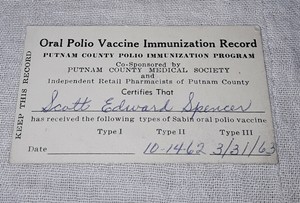 Oral Polio Vaccine Immunization Record
PUTNAM COUNTY POLIO IMMUNIZATION PROGRAM
Co-Sponsored by
PUTNAM COUNTY MEDICAL SOCIETY
and
Independent Retail Pharmacists of Putnam County
Certifies That
Scott Edward Spencer
has received the following types of Sabin oral polio vaccine
Type I Type II Type III
Date 10-14-62 3/31/63
KEEP THIS RECORD